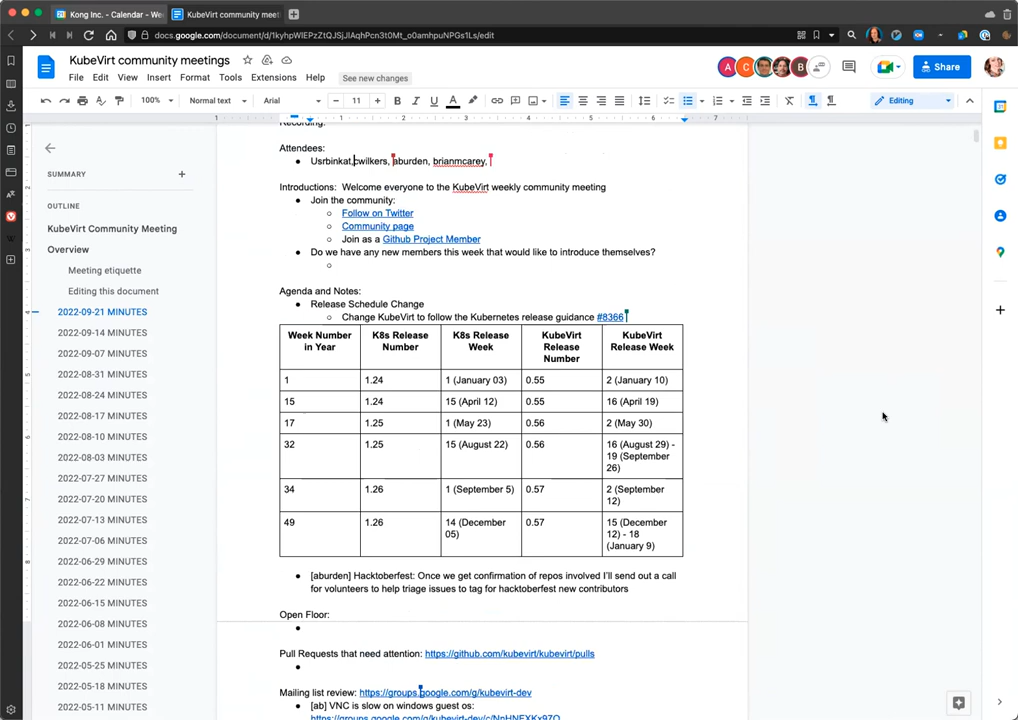 Kong Inc. - Calendar - We
KubeVirt community meet
docs.google.com/document/d/1kyhpWIEPzZtQJSjJIAqhPcn3t0Mt_o0amhpuNPGs1Ls/edit
KubeVirt community meetings
File Edit View Insert Format Tools Extensions Help See new changes
A C B Share
100% Normal text Arial 11 B I U A Editing
1 1 2 3 4 5 6 7
SUMMARY
OUTLINE
KubeVirt Community Meeting
Overview
Meeting etiquette
Editing this document
2022-09-21 MINUTES
2022-09-14 MINUTES
2022-09-07 MINUTES
2022-08-31 MINUTES
2022-08-24 MINUTES
2022-08-17 MINUTES
2022-08-10 MINUTES
2022-08-03 MINUTES
2022-07-27 MINUTES
2022-07-20 MINUTES
2022-07-13 MINUTES
2022-07-06 MINUTES
2022-06-29 MINUTES
2022-06-22 MINUTES
2022-06-15 MINUTES
2022-06-08 MINUTES
2022-06-01 MINUTES
2022-05-25 MINUTES
2022-05-18 MINUTES
2022-05-11 MINUTES
Recording:
Attendees:
Usrbinkat,cwilkers, aburden, brianmcarey,
Introductions: Welcome everyone to the KubeVirt weekly community meeting
Join the community:
Follow on Twitter
Community page
Join as a Github Project Member
Do we have any new members this week that would like to introduce themselves?
Agenda and Notes:
Release Schedule Change
Change KubeVirt to follow the Kubernetes release guidance #8366
Week Number in Year K8s Release Number K8s Release Week KubeVirt Release Number KubeVirt Release Week
1 1.24 1 (January 03) 0.55 2 (January 10)
15 1.24 15 (April 12) 0.55 16 (April 19)
17 1.25 1 (May 23) 0.56 2 (May 30)
32 1.25 15 (August 22) 0.56 16 (August 29) - 19 (September 26)
34 1.26 1 (September 5) 0.57 2 (September 12)
49 1.26 14 (December 05) 0.57 15 (December 12) - 18 (January 9)
[aburden] Hacktoberfest: Once we get confirmation of repos involved I'll send out a call
for volunteers to help triage issues to tag for hacktoberfest new contributors
Open Floor:
Pull Requests that need attention: https://github.com/kubevirt/kubevirt/pulls
Mailing list review: https://groups.google.com/g/kubevirt-dev
[ab] VNC is slow on windows guest os: